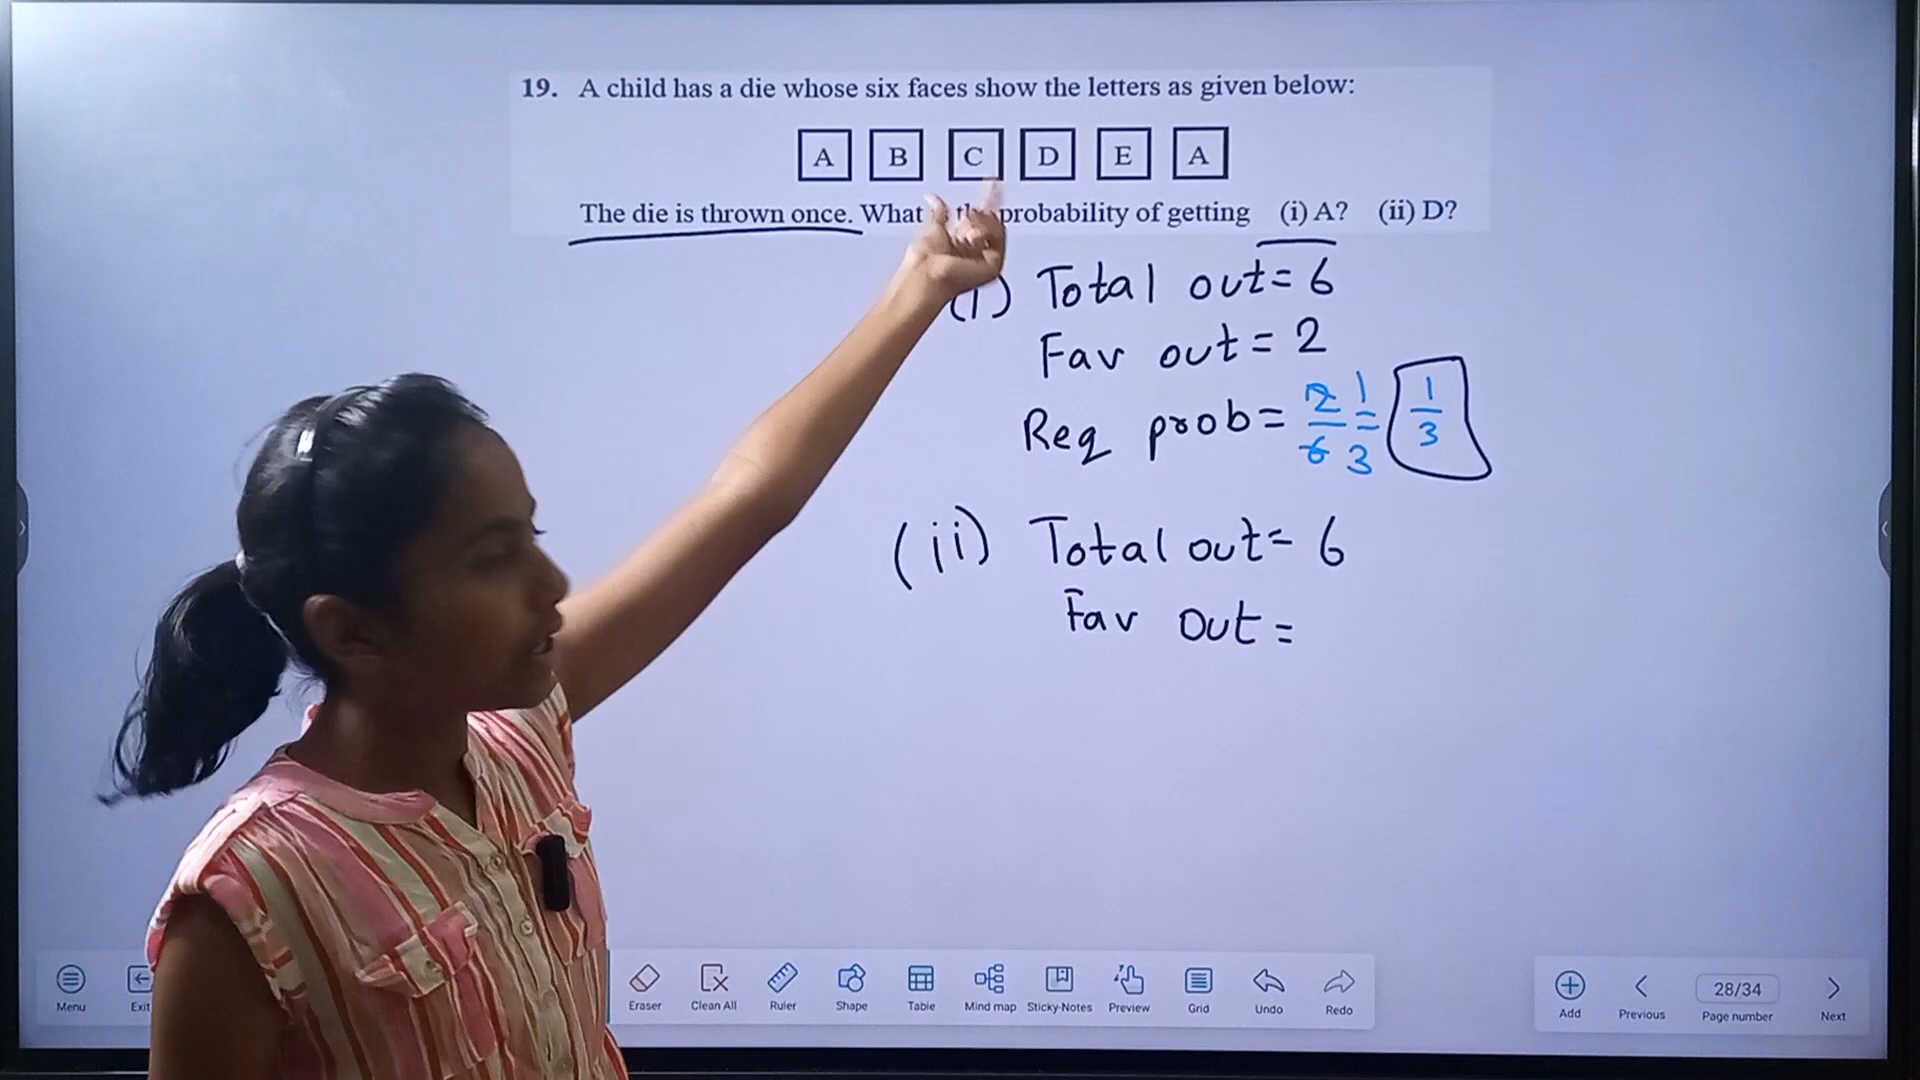 19. A child has a die whose six faces show the letters as given below:
A B C D E A
The die is thrown once. What probability of getting (i) A? (ii) D?
(i) Total out = 6
Fav out = 2
Req prob = 2/6 1/3 = 1/3
(ii) Total out = 6
Fav out =
Menu Exit Eraser Clean All Ruler Shape Table Mind map Sticky-Notes Preview Grid Undo Redo Add Previous 28/34 Page number Next